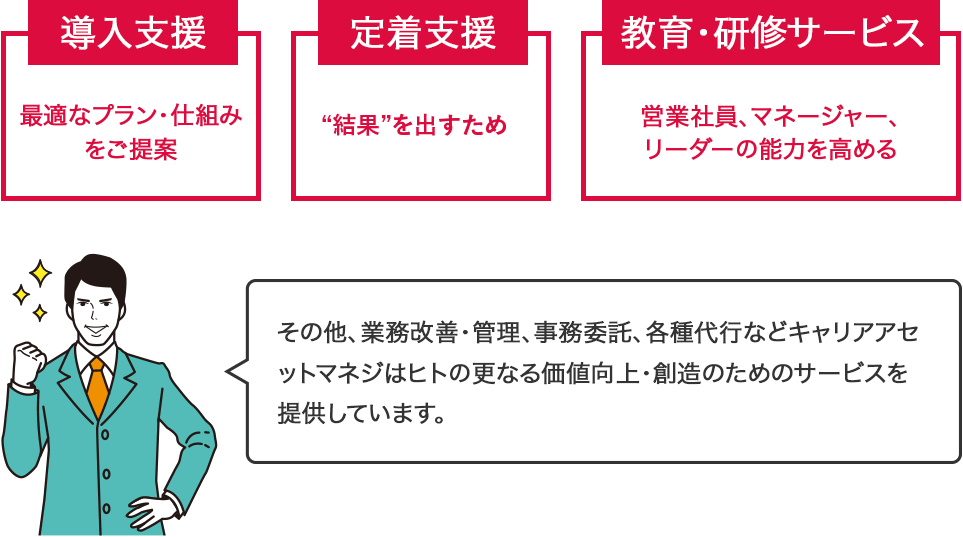 導入支援
最適なプラン・仕組み
をご提案
定着支援
“結果”を出すため
教育・研修サービス
営業社員、マネージャー、
リーダーの能力を高める
その他、業務改善・管理、事務委託、各種代行などキャリアアセ
ットマネジはヒトの更なる価値向上・創造のためのサービスを
提供しています。